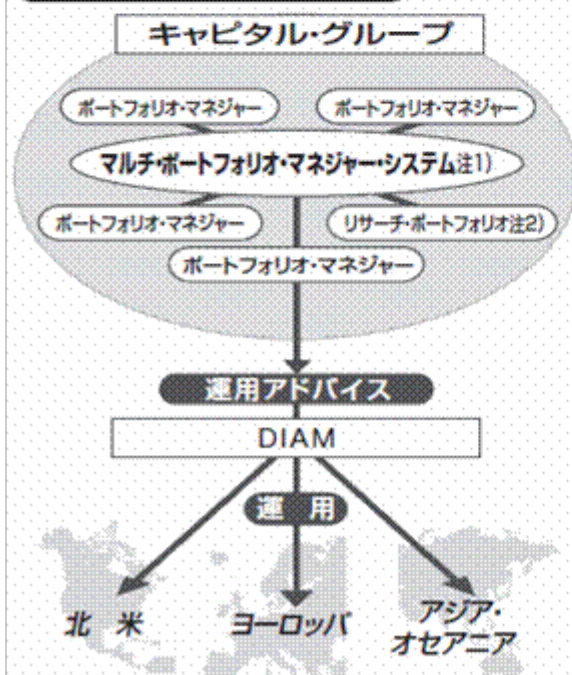 キャピタル・グループ
ポートフォリオ・マネジャー
ポートフォリオ・マネジャー
マルチ・ポートフォリオ・マネジャー・システム注1)
ポートフォリオ・マネジャー
リサーチ・ポートフォリオ注2)
ポートフォリオ・マネジャー
運用アドバイス
DIAM
運 用
北 米
ヨーロッパ
アジア・
オセアニア